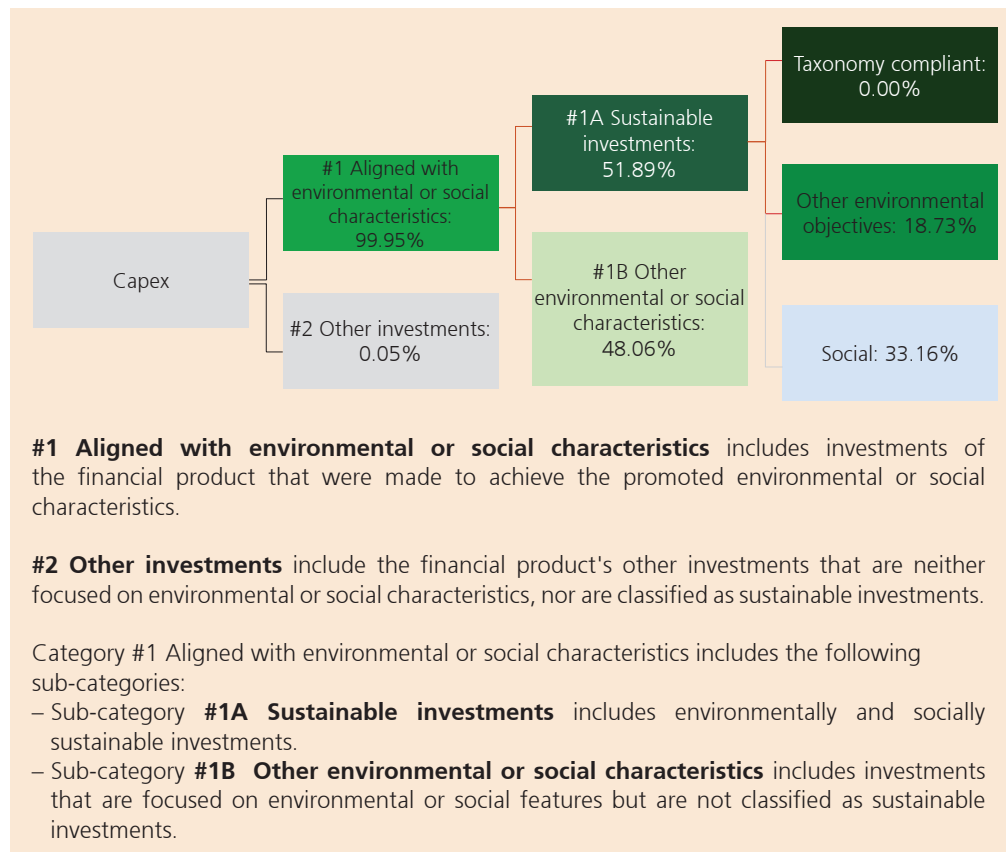 Capex
#1 Aligned with
environmental or social
characteristics:
99.95%
#2 Other investments:
0.05%
#1A Sustainable
investments:
51.89%
#1B Other
environmental or social
characteristics:
48.06%
Taxonomy compliant:
0.00%
Other environmental
objectives: 18.73%
Social: 33.16%
#1 Aligned with environmental or social characteristics includes investments of
the financial product that were made to achieve the promoted environmental or social
characteristics.
#2 Other investments include the financial product's other investments that are neither
focused on environmental or social characteristics, nor are classified as sustainable investments.
Category #1 Aligned with environmental or social characteristics includes the following
sub-categories:
– Sub-category #1A Sustainable investments includes environmentally and socially
sustainable investments.
– Sub-category #1B Other environmental or social characteristics includes investments
that are focused on environmental or social features but are not classified as sustainable
investments.